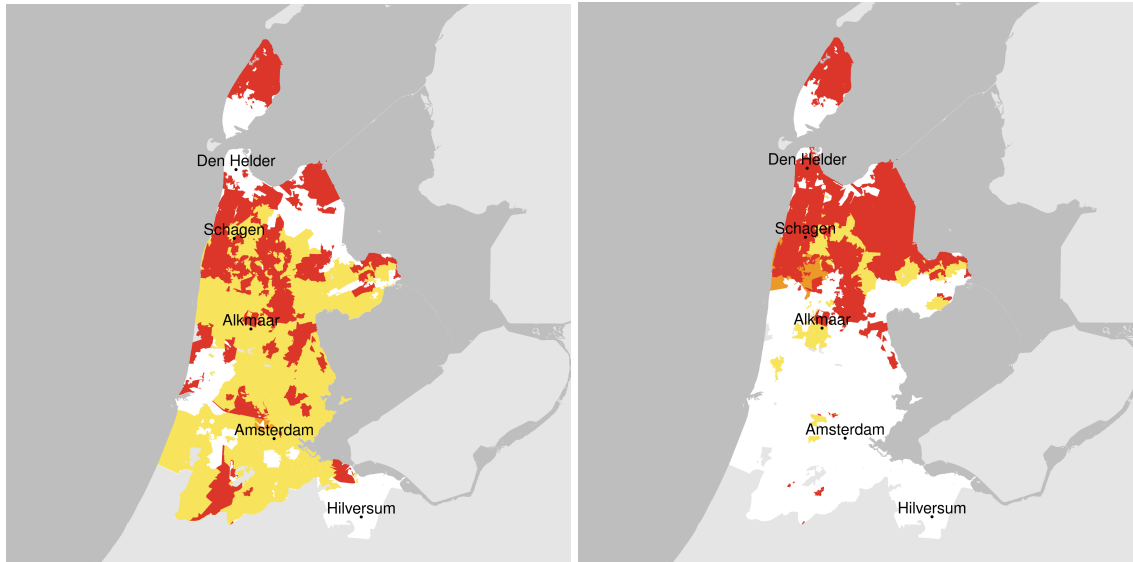 Den Helder
Schagen
Alkmaar
Amsterdam
Hilversum
Den Helder
Schagen
Alkmaar
Amsterdam
Hilversum